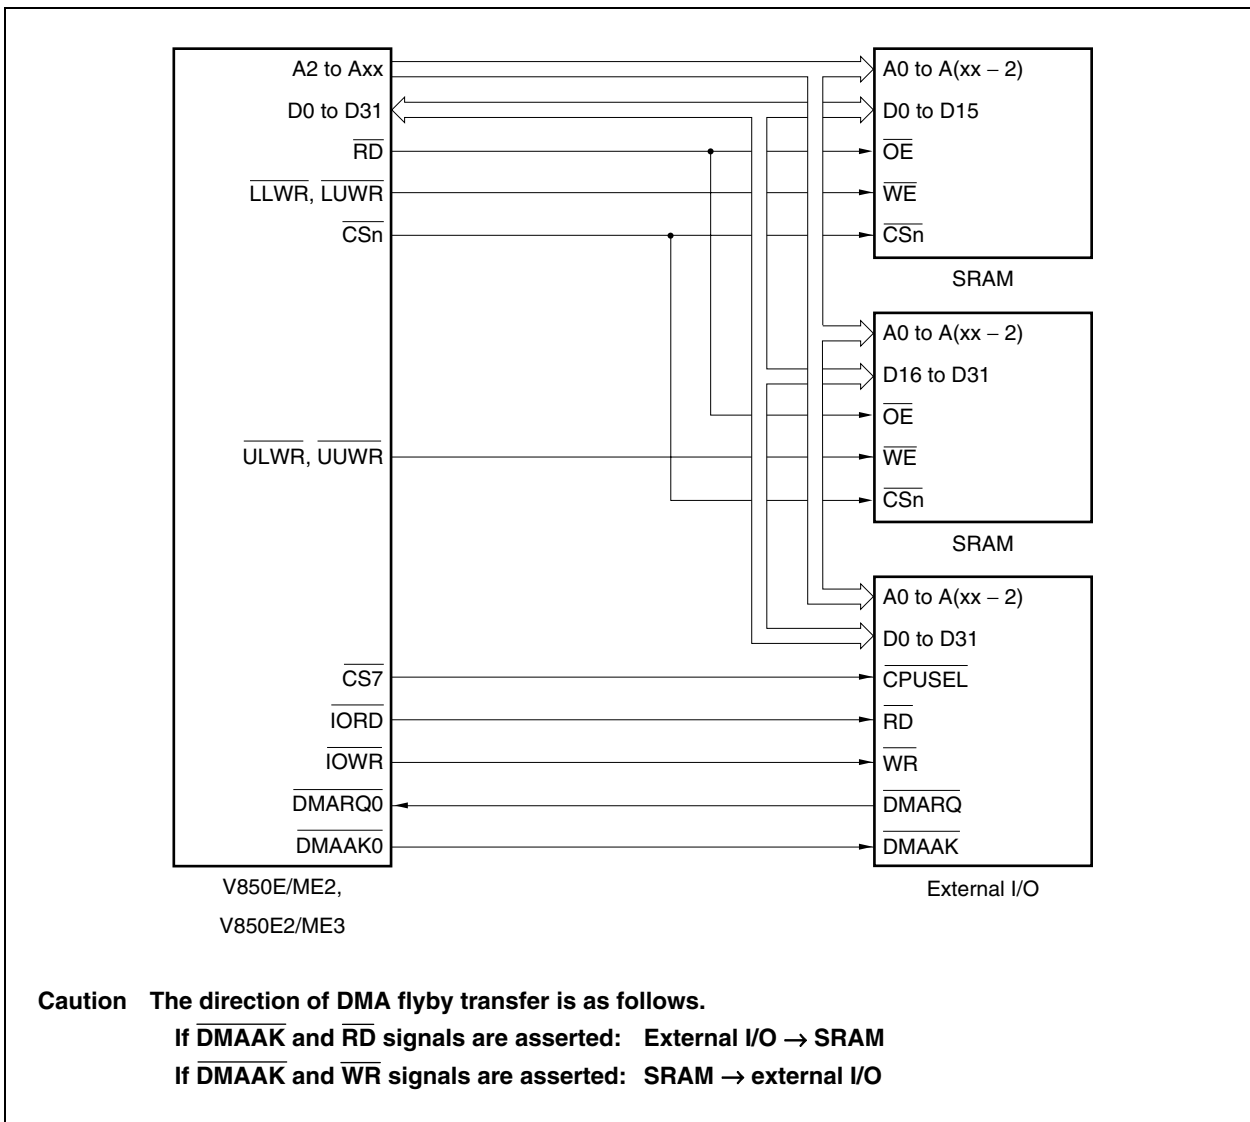 A2 to Axx
D0 to D31
RD
LLWR, LUWR
CSn
ULWR, UUWR
CS7
IORD
IOWR
DMARQ0
DMAAK0
V850E/ME2,
V850E2/ME3
A0 to A(xx − 2)
D0 to D15
OE
WE
CSn
SRAM
A0 to A(xx − 2)
D16 to D31
OE
WE
CSn
SRAM
A0 to A(xx − 2)
D0 to D31
CPUSEL
RD
WR
DMARQ
DMAAK
External I/O
Caution The direction of DMA flyby transfer is as follows.
If DMAAK and RD signals are asserted: External I/O → SRAM
If DMAAK and WR signals are asserted: SRAM → external I/O